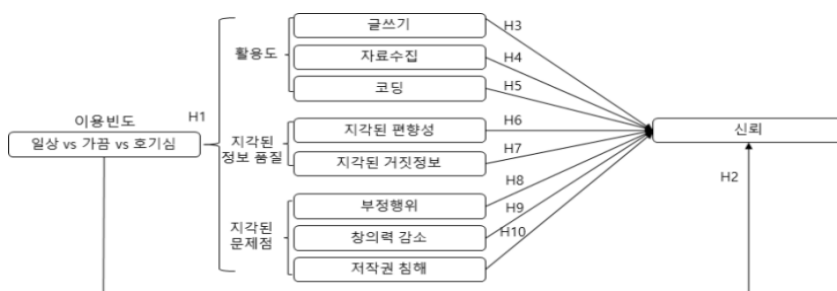 글쓰기
H3
활용도
자료수집
H4
코딩
H5
이용빈도
H1
일상 vs 가끔 vs 호기심
지각된
정보 품질
지각된 편향성
H6
지각된 거짓정보
H7
신뢰
H2
지각된
문제점
부정행위
H8
창의력 감소
H9
저작권 침해
H10